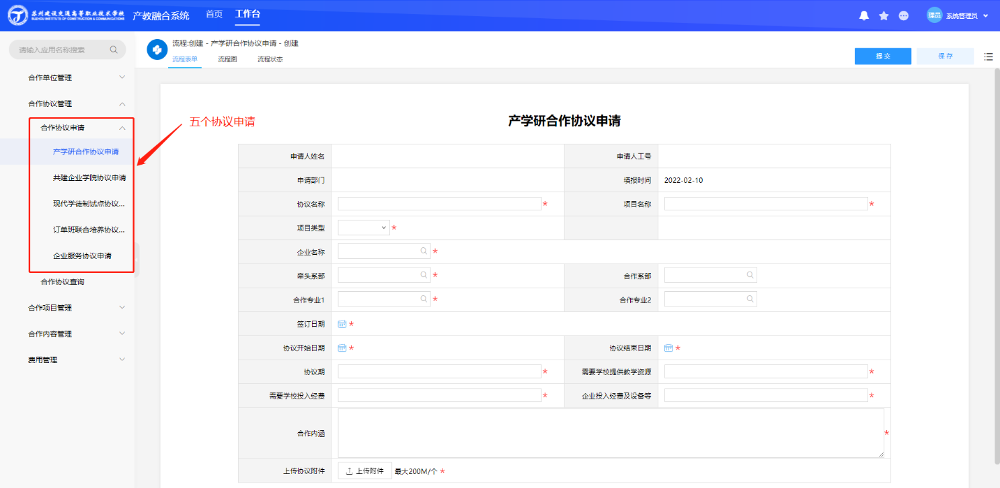 苏州建设交通高等职业技术学校
SUZHOU INSTITUTE OF CONSTRUCTION & COMMUNICATIONS
产教融合系统 首页 工作台
理员 系统管理员
请输入应用名称搜索
合作单位管理
合作协议管理
合作协议申请
产学研合作协议申请
共建企业学院协议申请
现代学徒制试点协议...
订单班联合培养协议...
企业服务协议申请
合作协议查询
合作项目管理
合作内容管理
费用管理
流程:创建 - 产学研合作协议申请 - 创建
流程表单 流程图 流程状态
提交 保存
五个协议申请
产学研合作协议申请
申请人姓名 申请人工号
申请部门 填报时间 2022-02-10
协议名称 * 项目名称 *
项目类型 *
企业名称 *
牵头系部 * 合作系部
合作专业1 * 合作专业2
签订日期 *
协议开始日期 * 协议结束日期 *
协议期 * 需要学校提供教学资源 *
需要学校投入经费 * 企业投入经费及设备等 *
合作内涵 *
上传协议附件 上传附件 最大200M/个 *